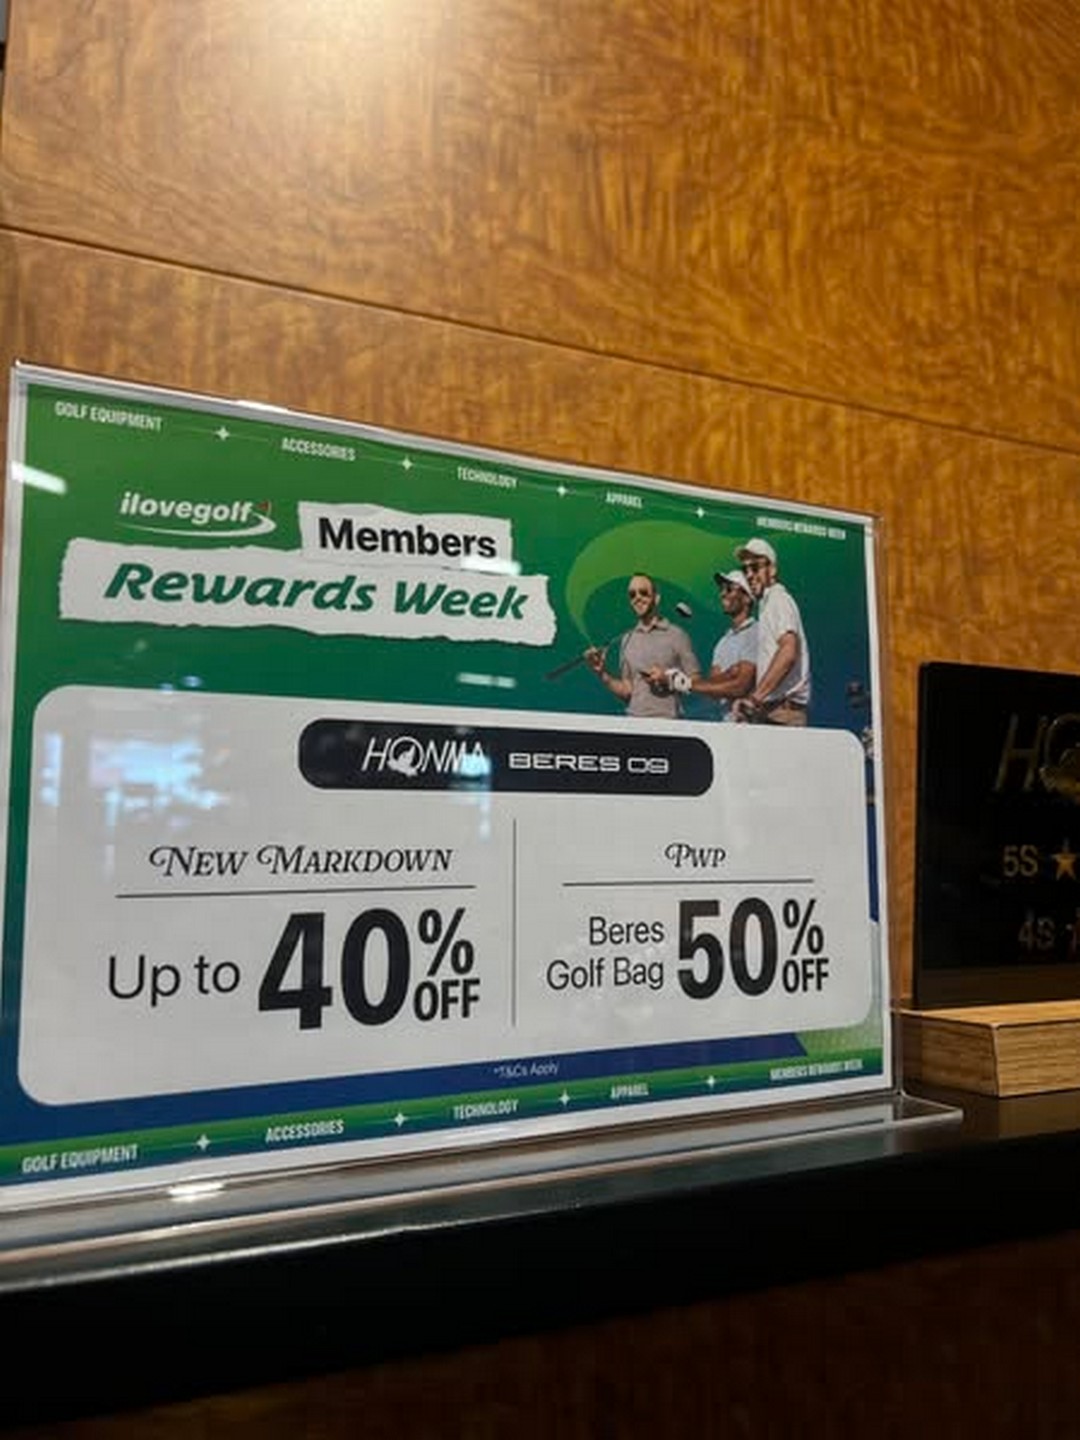 GOLF EQUIPMENT ACCESSORIES TECHNOLOGY APPAREL MEMBERS REWARDS WEEK
ilovegolf
Members
Rewards Week
HONMA BERES 09
NEW MARKDOWN
Up to 40% OFF
PWP
Beres
Golf Bag 50% OFF
*T&Cs Apply
GOLF EQUIPMENT ACCESSORIES TECHNOLOGY APPAREL MEMBERS REWARDS WEEK
5S ★
4S